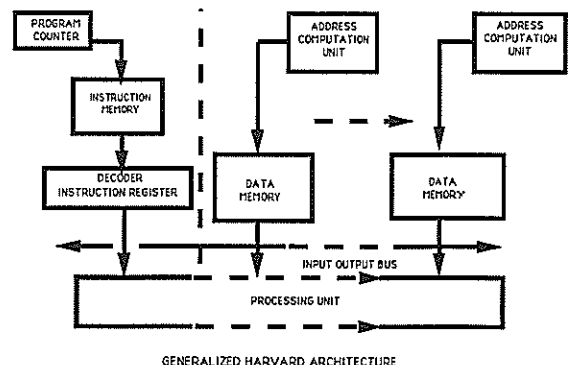 PROGRAM
COUNTER
INSTRUCTION
MEMORY
DECODER
INSTRUCTION REGISTER
ADDRESS
COMPUTATION
UNIT
DATA
MEMORY
ADDRESS
COMPUTATION
UNIT
DATA
MEMORY
INPUT OUTPUT BUS
PROCESSING UNIT
GENERALIZED HARVARD ARCHITECTURE